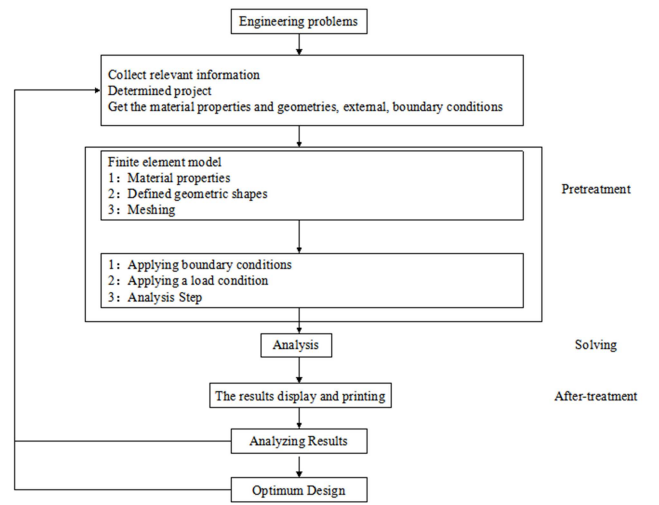 Engineering problems
Collect relevant information
Determined project
Get the material properties and geometries, external, boundary conditions
Finite element model
1：Material properties
2：Defined geometric shapes
3：Meshing
Pretreatment
1：Applying boundary conditions
2：Applying a load condition
3：Analysis Step
Analysis
Solving
The results display and printing
After-treatment
Analyzing Results
Optimum Design